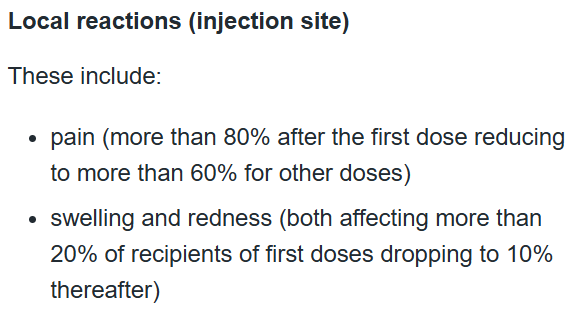 Local reactions (injection site)
These include:
• pain (more than 80% after the first dose reducing
to more than 60% for other doses)
• swelling and redness (both affecting more than
20% of recipients of first doses dropping to 10%
thereafter)